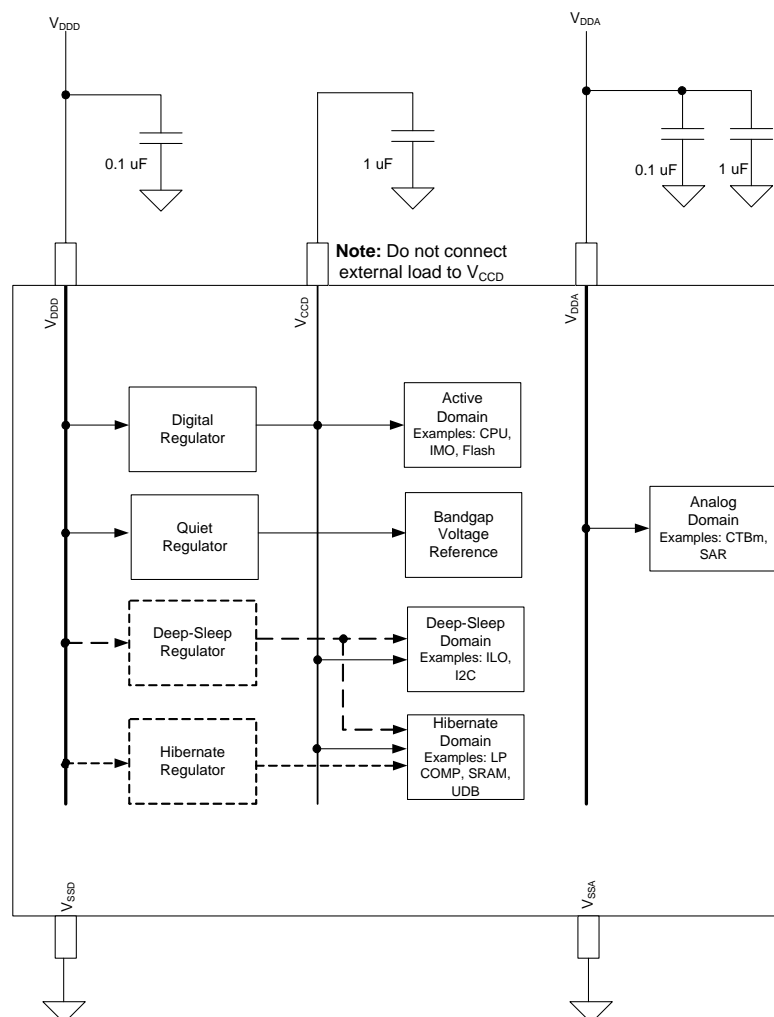 VDDD
VDDA
0.1 uF
1 uF
0.1 uF
1 uF
Note: Do not connect
external load to VCCD
VDDD
VCCD
VDDA
Digital
Regulator
Active
Domain
Examples: CPU,
IMO, Flash
Quiet
Regulator
Bandgap
Voltage
Reference
Analog
Domain
Examples: CTBm,
SAR
Deep-Sleep
Regulator
Deep-Sleep
Domain
Examples: ILO,
I2C
Hibernate
Regulator
Hibernate
Domain
Examples: LP
COMP, SRAM,
UDB
VSSD
VSSA